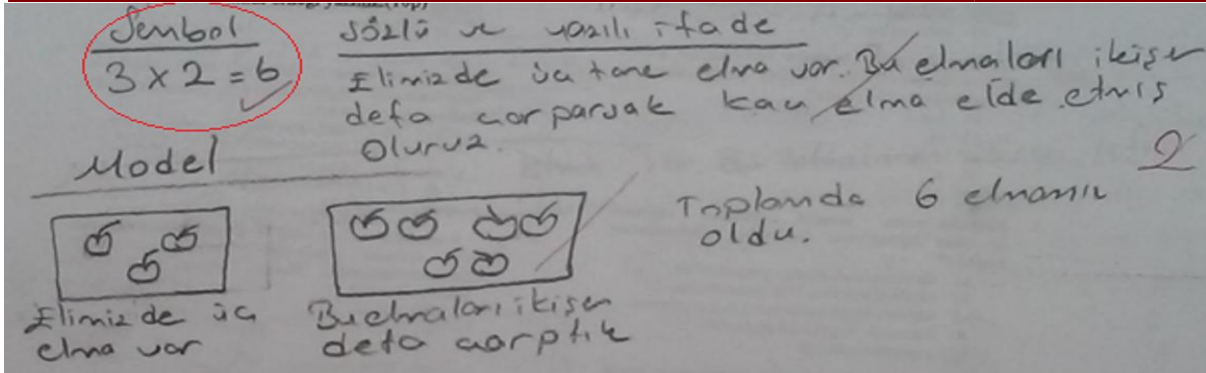 Sembol
3 x 2 = 6
Sözlü ve yazılı ifade
Elimizde üç tane elma var. Bu elmaları ikişer
defa çarparsak kaç elma elde etmiş
oluruz.
2
Model
Elimizde üç
elma var
Bu elmaları ikişer
defa çarptık
Toplamda 6 elmamız
oldu.